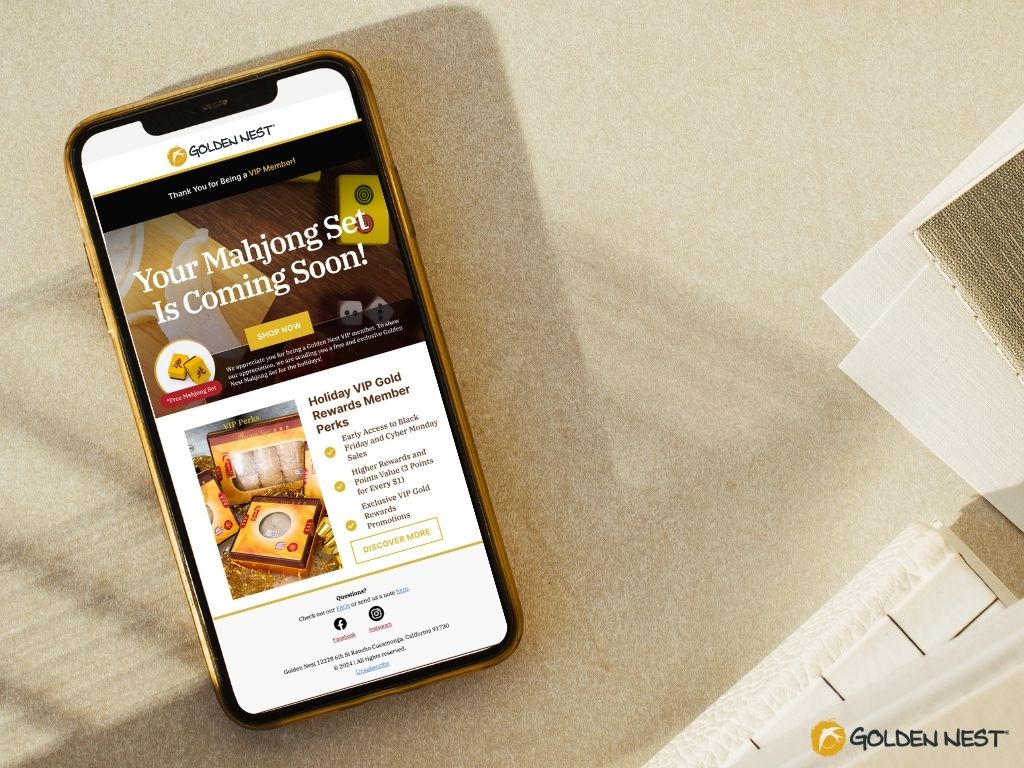 GOLDEN NEST
Thank You for Being a VIP Member!
Your Mahjong Set
Is Coming Soon!
SHOP NOW
We appreciate you for being a Golden Nest VIP member. To show
our appreciation, we are sending you a free and exclusive Golden
Nest Mahjong Set for the holidays!
*Free Mahjong Set
Holiday VIP Gold
Rewards Member
Perks
VIP Perks
Early Access to Black
Friday and Cyber Monday
Sales
Higher Rewards and
Points Value (3 Points
for Every $1)
Exclusive VIP Gold
Rewards
Promotions
DISCOVER MORE
Questions?
Check out our FAQs or send us a note here.
Facebook
Instagram
Golden Nest 12328 6th St Rancho Cucamonga, California 91730
© 2024 | All rights reserved.
Unsubscribe
GOLDEN NEST